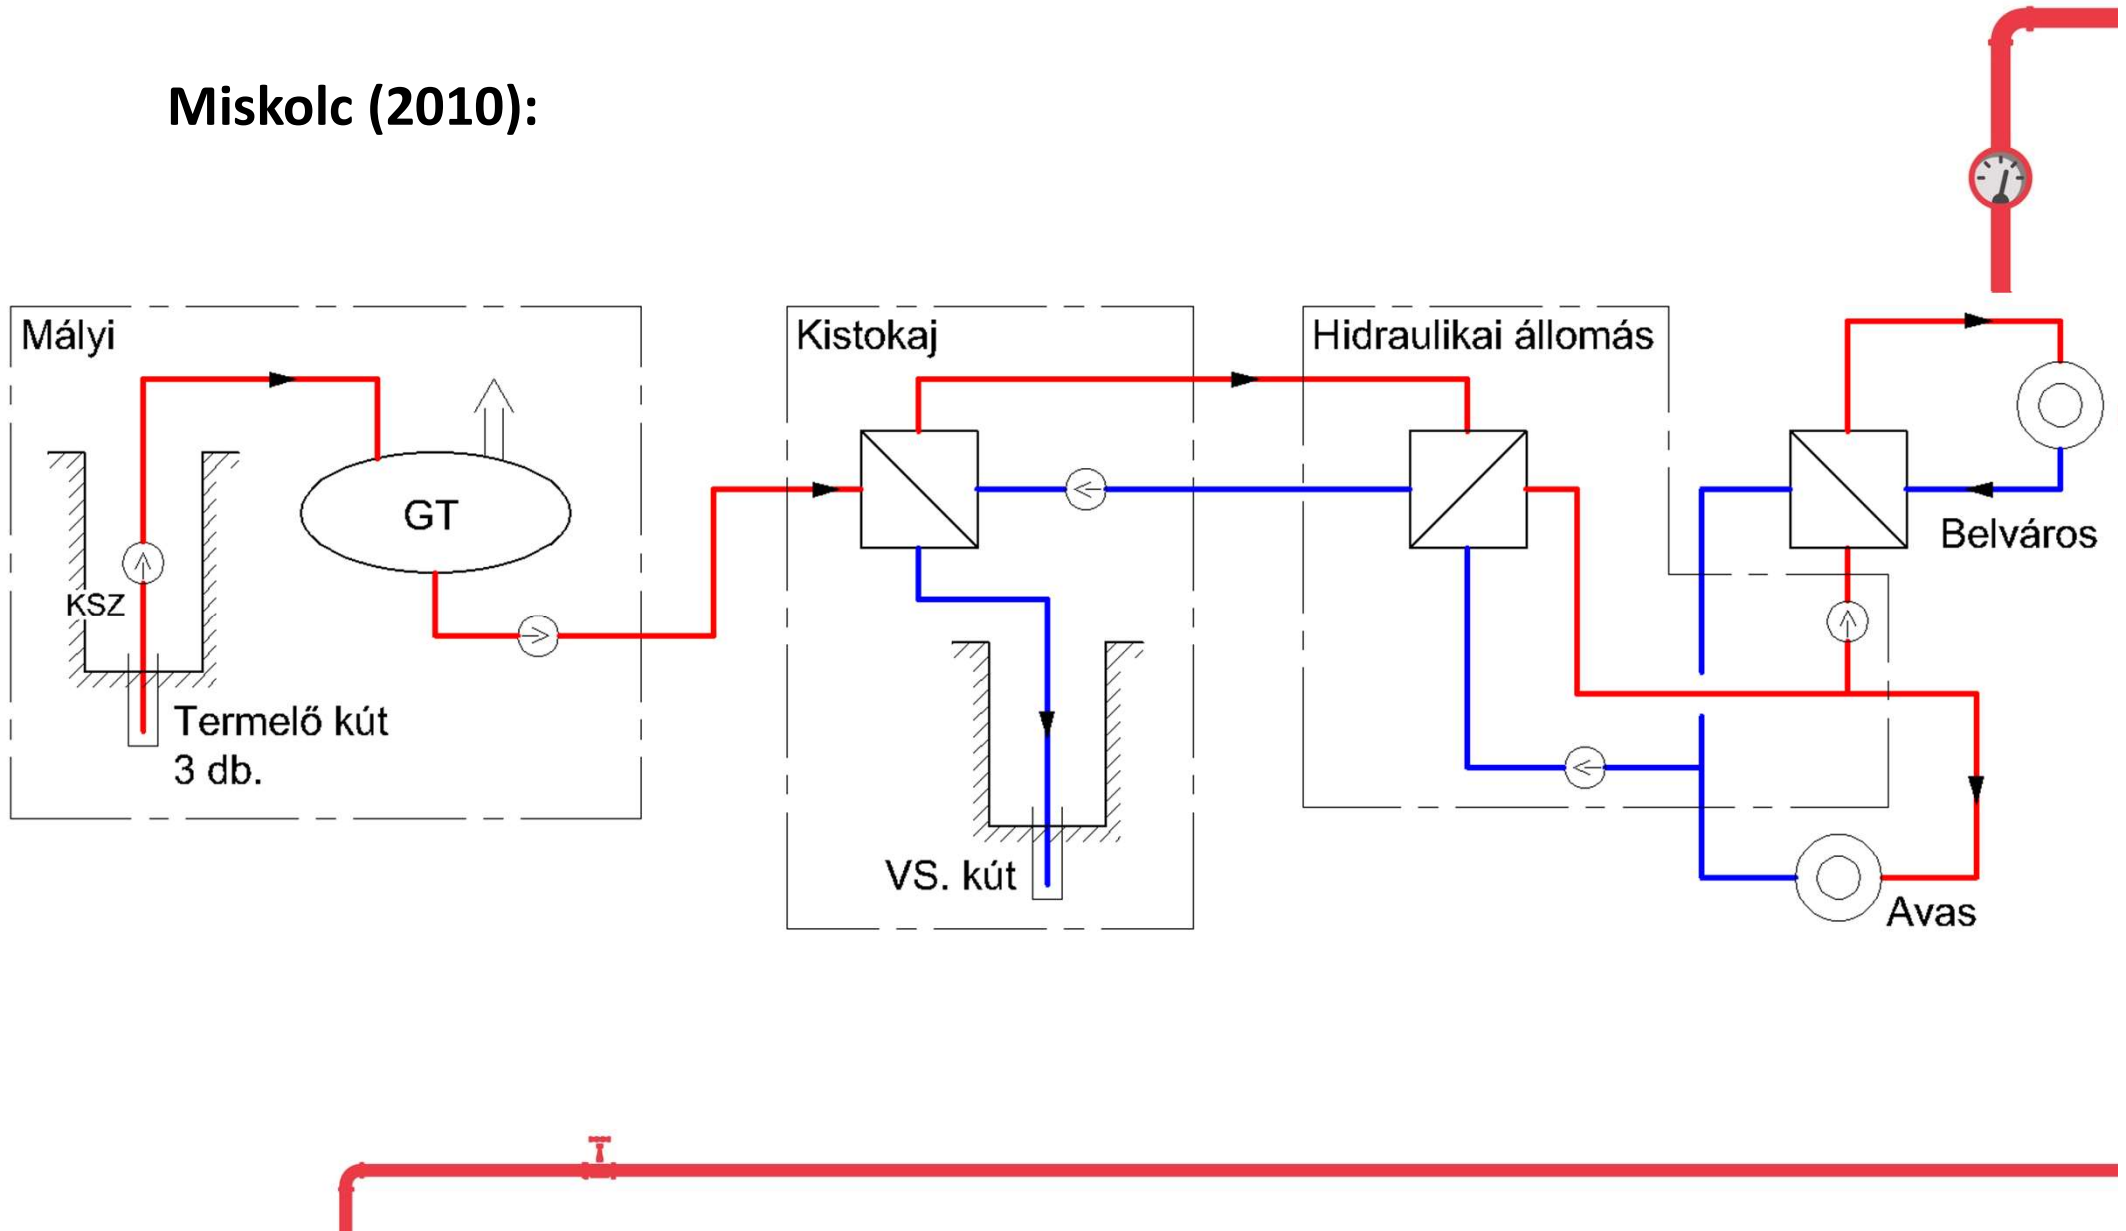 Miskolc (2010):
Mályi
Kistokaj
Hidraulikai állomás
GT
Belváros
KSZ
Termelő kút
3 db.
VS. kút
Avas